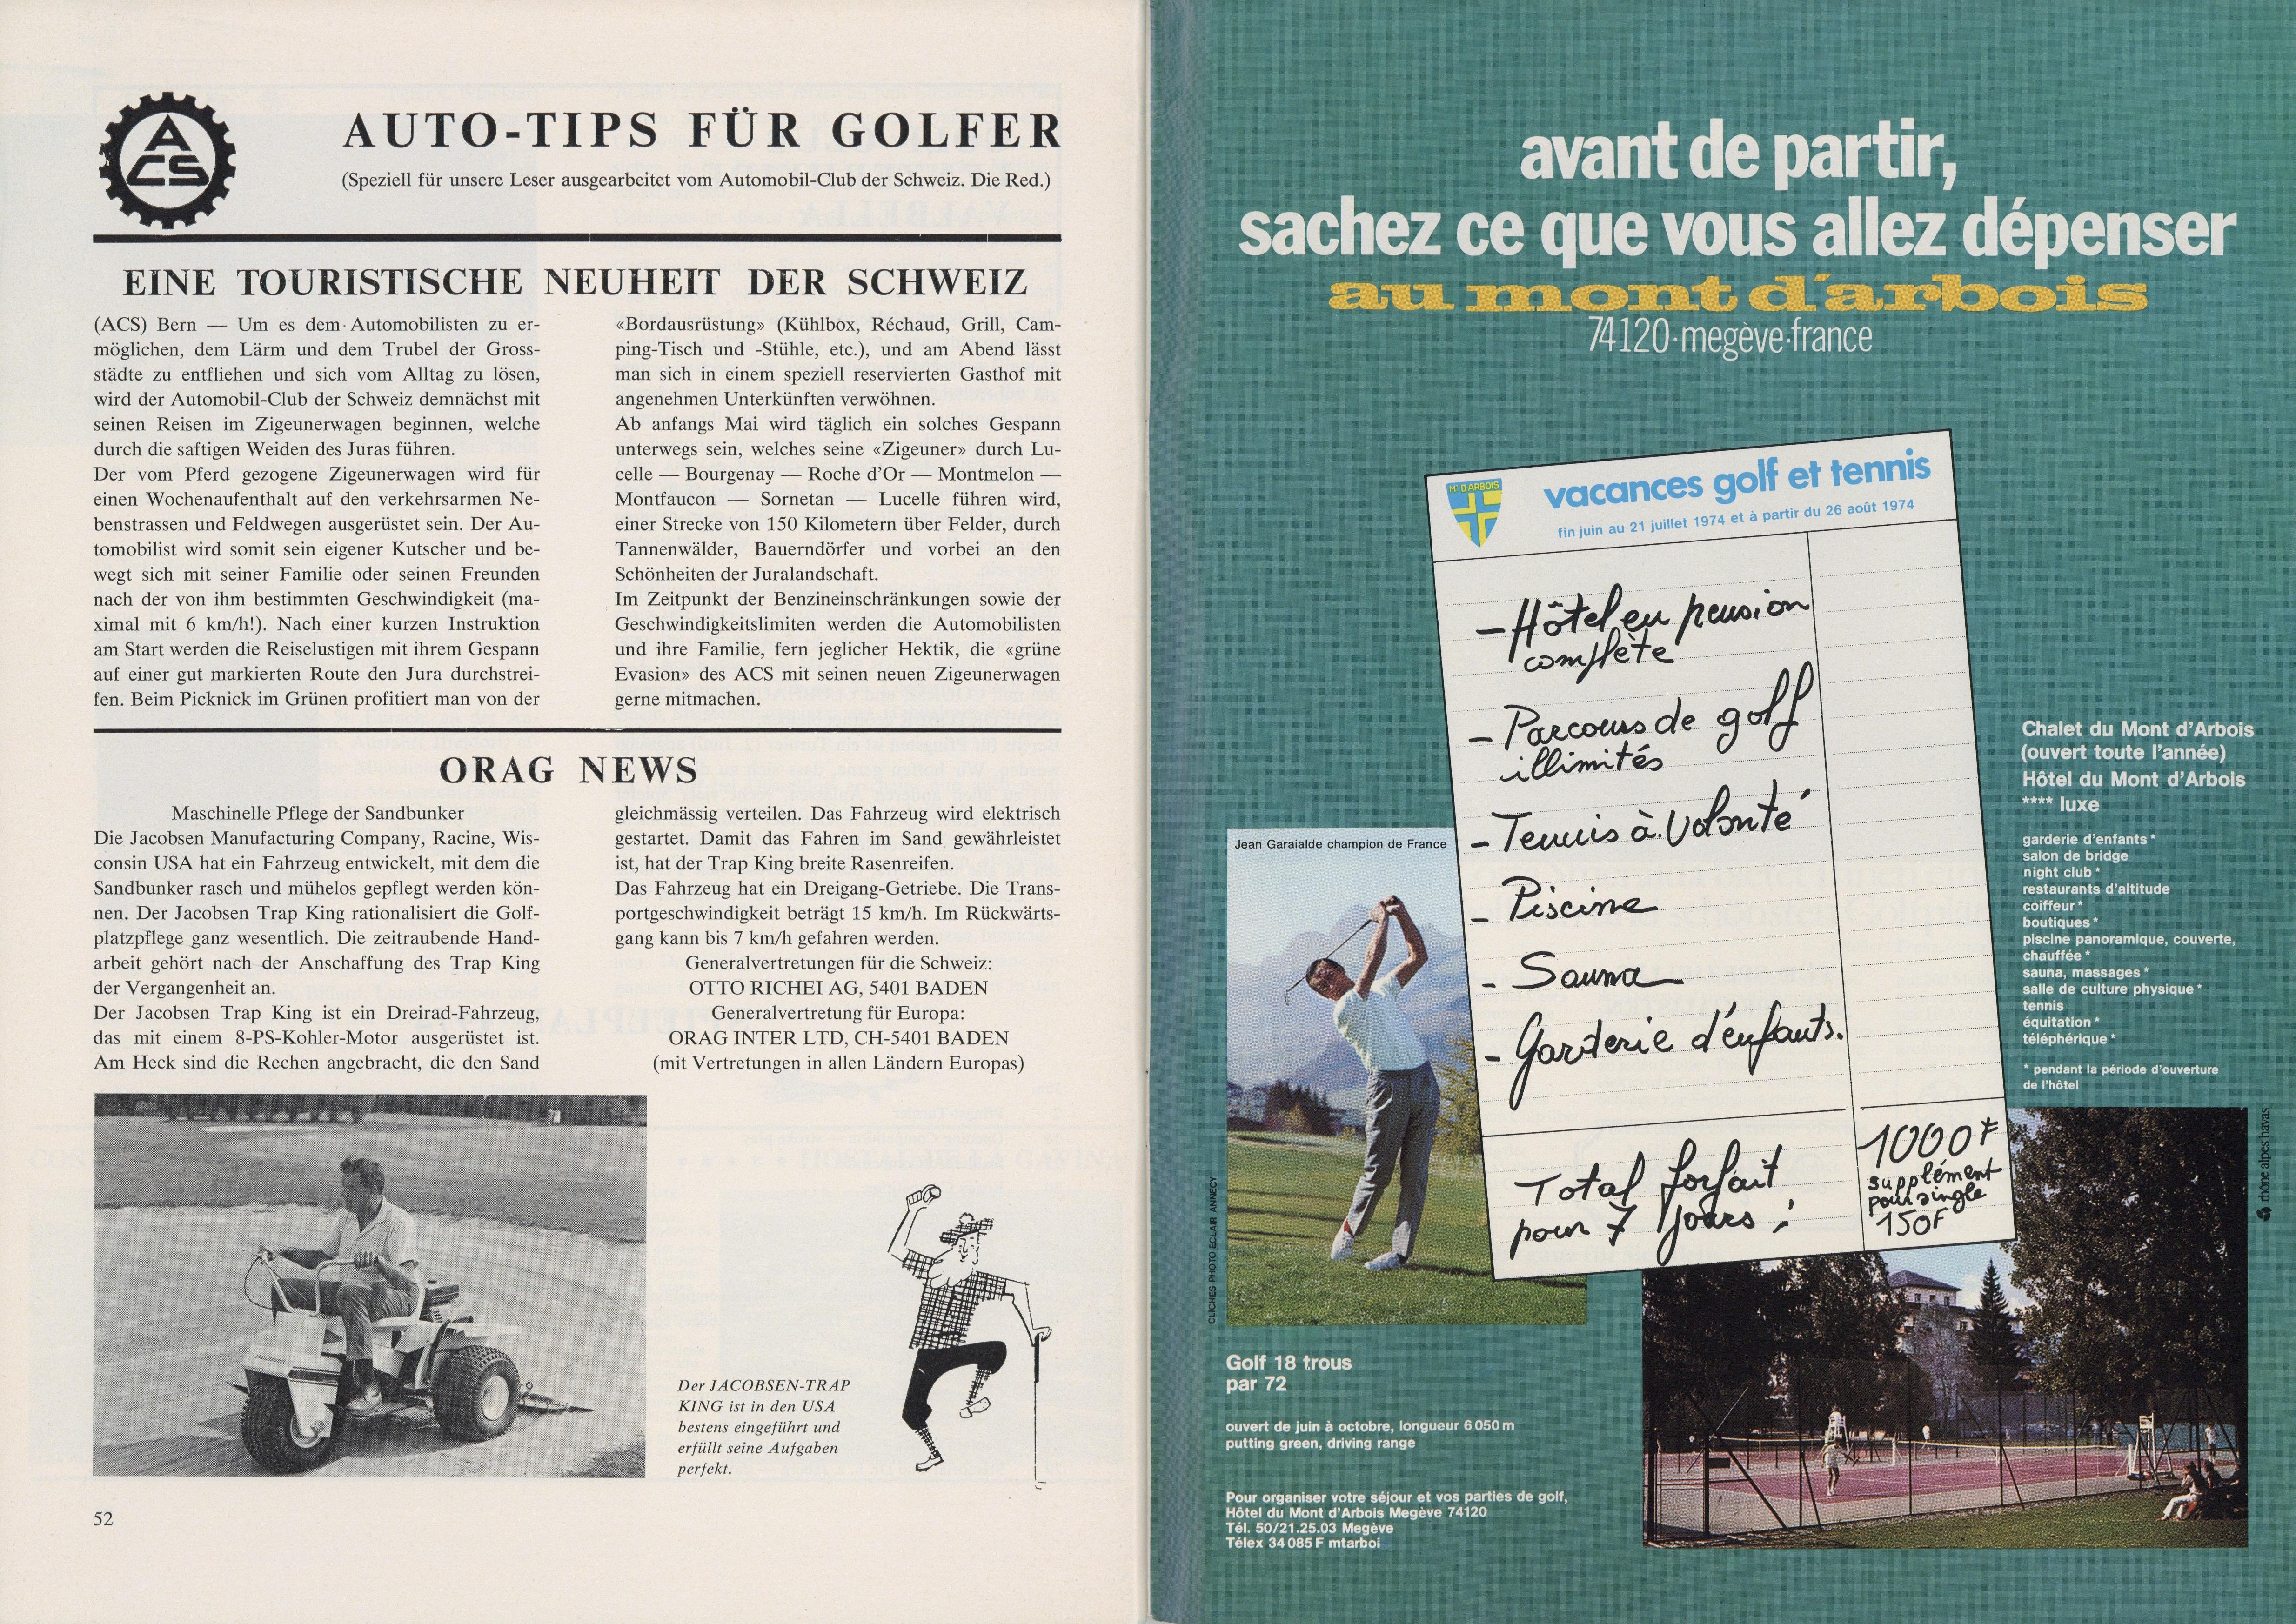 ACS
AUTO-TIPS FÜR GOLFER
(Speziell für unsere Leser ausgearbeitet vom Automobil-Club der Schweiz. Die Red.)
EINE TOURISTISCHE NEUHEIT DER SCHWEIZ
(ACS) Bern — Um es dem Automobilisten zu er-
möglichen, dem Lärm und dem Trubel der Gross-
städte zu entfliehen und sich vom Alltag zu lösen,
wird der Automobil-Club der Schweiz demnächst mit
seinen Reisen im Zigeunerwagen beginnen, welche
durch die saftigen Weiden des Juras führen.
Der vom Pferd gezogene Zigeunerwagen wird für
einen Wochenaufenthalt auf den verkehrsarmen Ne-
benstrassen und Feldwegen ausgerüstet sein. Der Au-
tomobilist wird somit sein eigener Kutscher und be-
wegt sich mit seiner Familie oder seinen Freunden
nach der von ihm bestimmten Geschwindigkeit (ma-
ximal mit 6 km/h!). Nach einer kurzen Instruktion
am Start werden die Reiselustigen mit ihrem Gespann
auf einer gut markierten Route den Jura durchstrei-
fen. Beim Picknick im Grünen profitiert man von der
«Bordausrüstung» (Kühlbox, Réchaud, Grill, Cam-
ping-Tisch und -Stühle, etc.), und am Abend lässt
man sich in einem speziell reservierten Gasthof mit
angenehmen Unterkünften verwöhnen.
Ab anfangs Mai wird täglich ein solches Gespann
unterwegs sein, welches seine «Zigeuner» durch Lu-
celle — Bourgenay — Roche d'Or — Montmelon —
Montfaucon — Sornetan — Lucelle führen wird,
einer Strecke von 150 Kilometern über Felder, durch
Tannenwälder, Bauerndörfer und vorbei an den
Schönheiten der Juralandschaft.
Im Zeitpunkt der Benzineinschränkungen sowie der
Geschwindigkeitslimiten werden die Automobilisten
und ihre Familie, fern jeglicher Hektik, die «grüne
Evasion» des ACS mit seinen neuen Zigeunerwagen
gerne mitmachen.
ORAG NEWS
Maschinelle Pflege der Sandbunker
Die Jacobsen Manufacturing Company, Racine, Wis-
consin USA hat ein Fahrzeug entwickelt, mit dem die
Sandbunker rasch und mühelos gepflegt werden kön-
nen. Der Jacobsen Trap King rationalisiert die Golf-
platzpflege ganz wesentlich. Die zeitraubende Hand-
arbeit gehört nach der Anschaffung des Trap King
der Vergangenheit an.
Der Jacobsen Trap King ist ein Dreirad-Fahrzeug,
das mit einem 8-PS-Kohler-Motor ausgerüstet ist.
Am Heck sind die Rechen angebracht, die den Sand
gleichmässig verteilen. Das Fahrzeug wird elektrisch
gestartet. Damit das Fahren im Sand gewährleistet
ist, hat der Trap King breite Rasenreifen.
Das Fahrzeug hat ein Dreigang-Getriebe. Die Trans-
portgeschwindigkeit beträgt 15 km/h. Im Rückwärts-
gang kann bis 7 km/h gefahren werden.
Generalvertretungen für die Schweiz:
OTTO RICHEI AG, 5401 BADEN
Generalvertretung für Europa:
ORAG INTER LTD, CH-5401 BADEN
(mit Vertretungen in allen Ländern Europas)
JACOBSEN
Der JACOBSEN-TRAP
KING ist in den USA
bestens eingeführt und
erfüllt seine Aufgaben
perfekt.
52
avant de partir,
sachez ce que vous allez dépenser
au mont d'arbois
74120·megève·france
MT D'ARBOIS
vacances golf et tennis
fin juin au 21 juillet 1974 et à partir du 26 août 1974
– Hôtel en pension
complète
– Parcours de golf
illimités
– Tennis à volonté
– Piscine
– Sauna
– Garderie d'enfants.
Total forfait
pour 7 jours :
1000 F
supplément
pour single
150 F
Jean Garaialde champion de France
Chalet du Mont d'Arbois
(ouvert toute l'année)
Hôtel du Mont d'Arbois
**** luxe
garderie d'enfants *
salon de bridge
night club *
restaurants d'altitude
coiffeur *
boutiques *
piscine panoramique, couverte,
chauffée *
sauna, massages *
salle de culture physique *
tennis
équitation *
téléphérique *
* pendant la période d'ouverture
de l'hôtel
rhône alpes havas
CLICHES PHOTO ECLAIR ANNECY
Golf 18 trous
par 72
ouvert de juin à octobre, longueur 6 050 m
putting green, driving range
Pour organiser votre séjour et vos parties de golf,
Hôtel du Mont d'Arbois Megève 74120
Tél. 50/21.25.03 Megève
Télex 34 085 F mtarboi